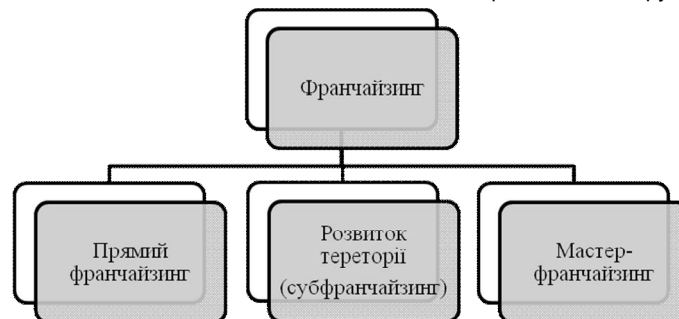 Франчайзинг
Прямий
франчайзинг
Розвиток
тереторії
(субфранчайзинг)
Мастер-
франчайзинг